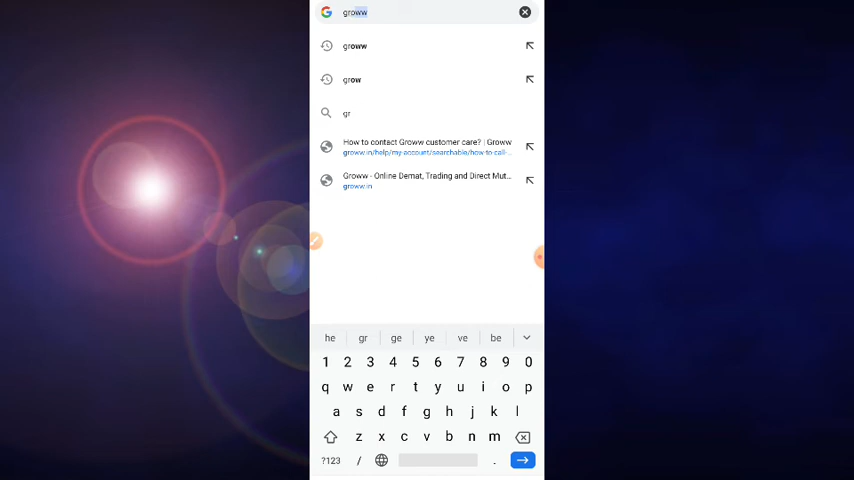 groww
groww
grow
gr
How to contact Groww customer care? | Groww
groww.in/help/my-account/searchable/how-to-call-...
Groww - Online Demat, Trading and Direct Mut...
groww.in
he gr ge ye ve be
1 2 3 4 5 6 7 8 9 0
q w e r t y u i o p
a s d f g h j k l
z x c v b n m
?123 / .